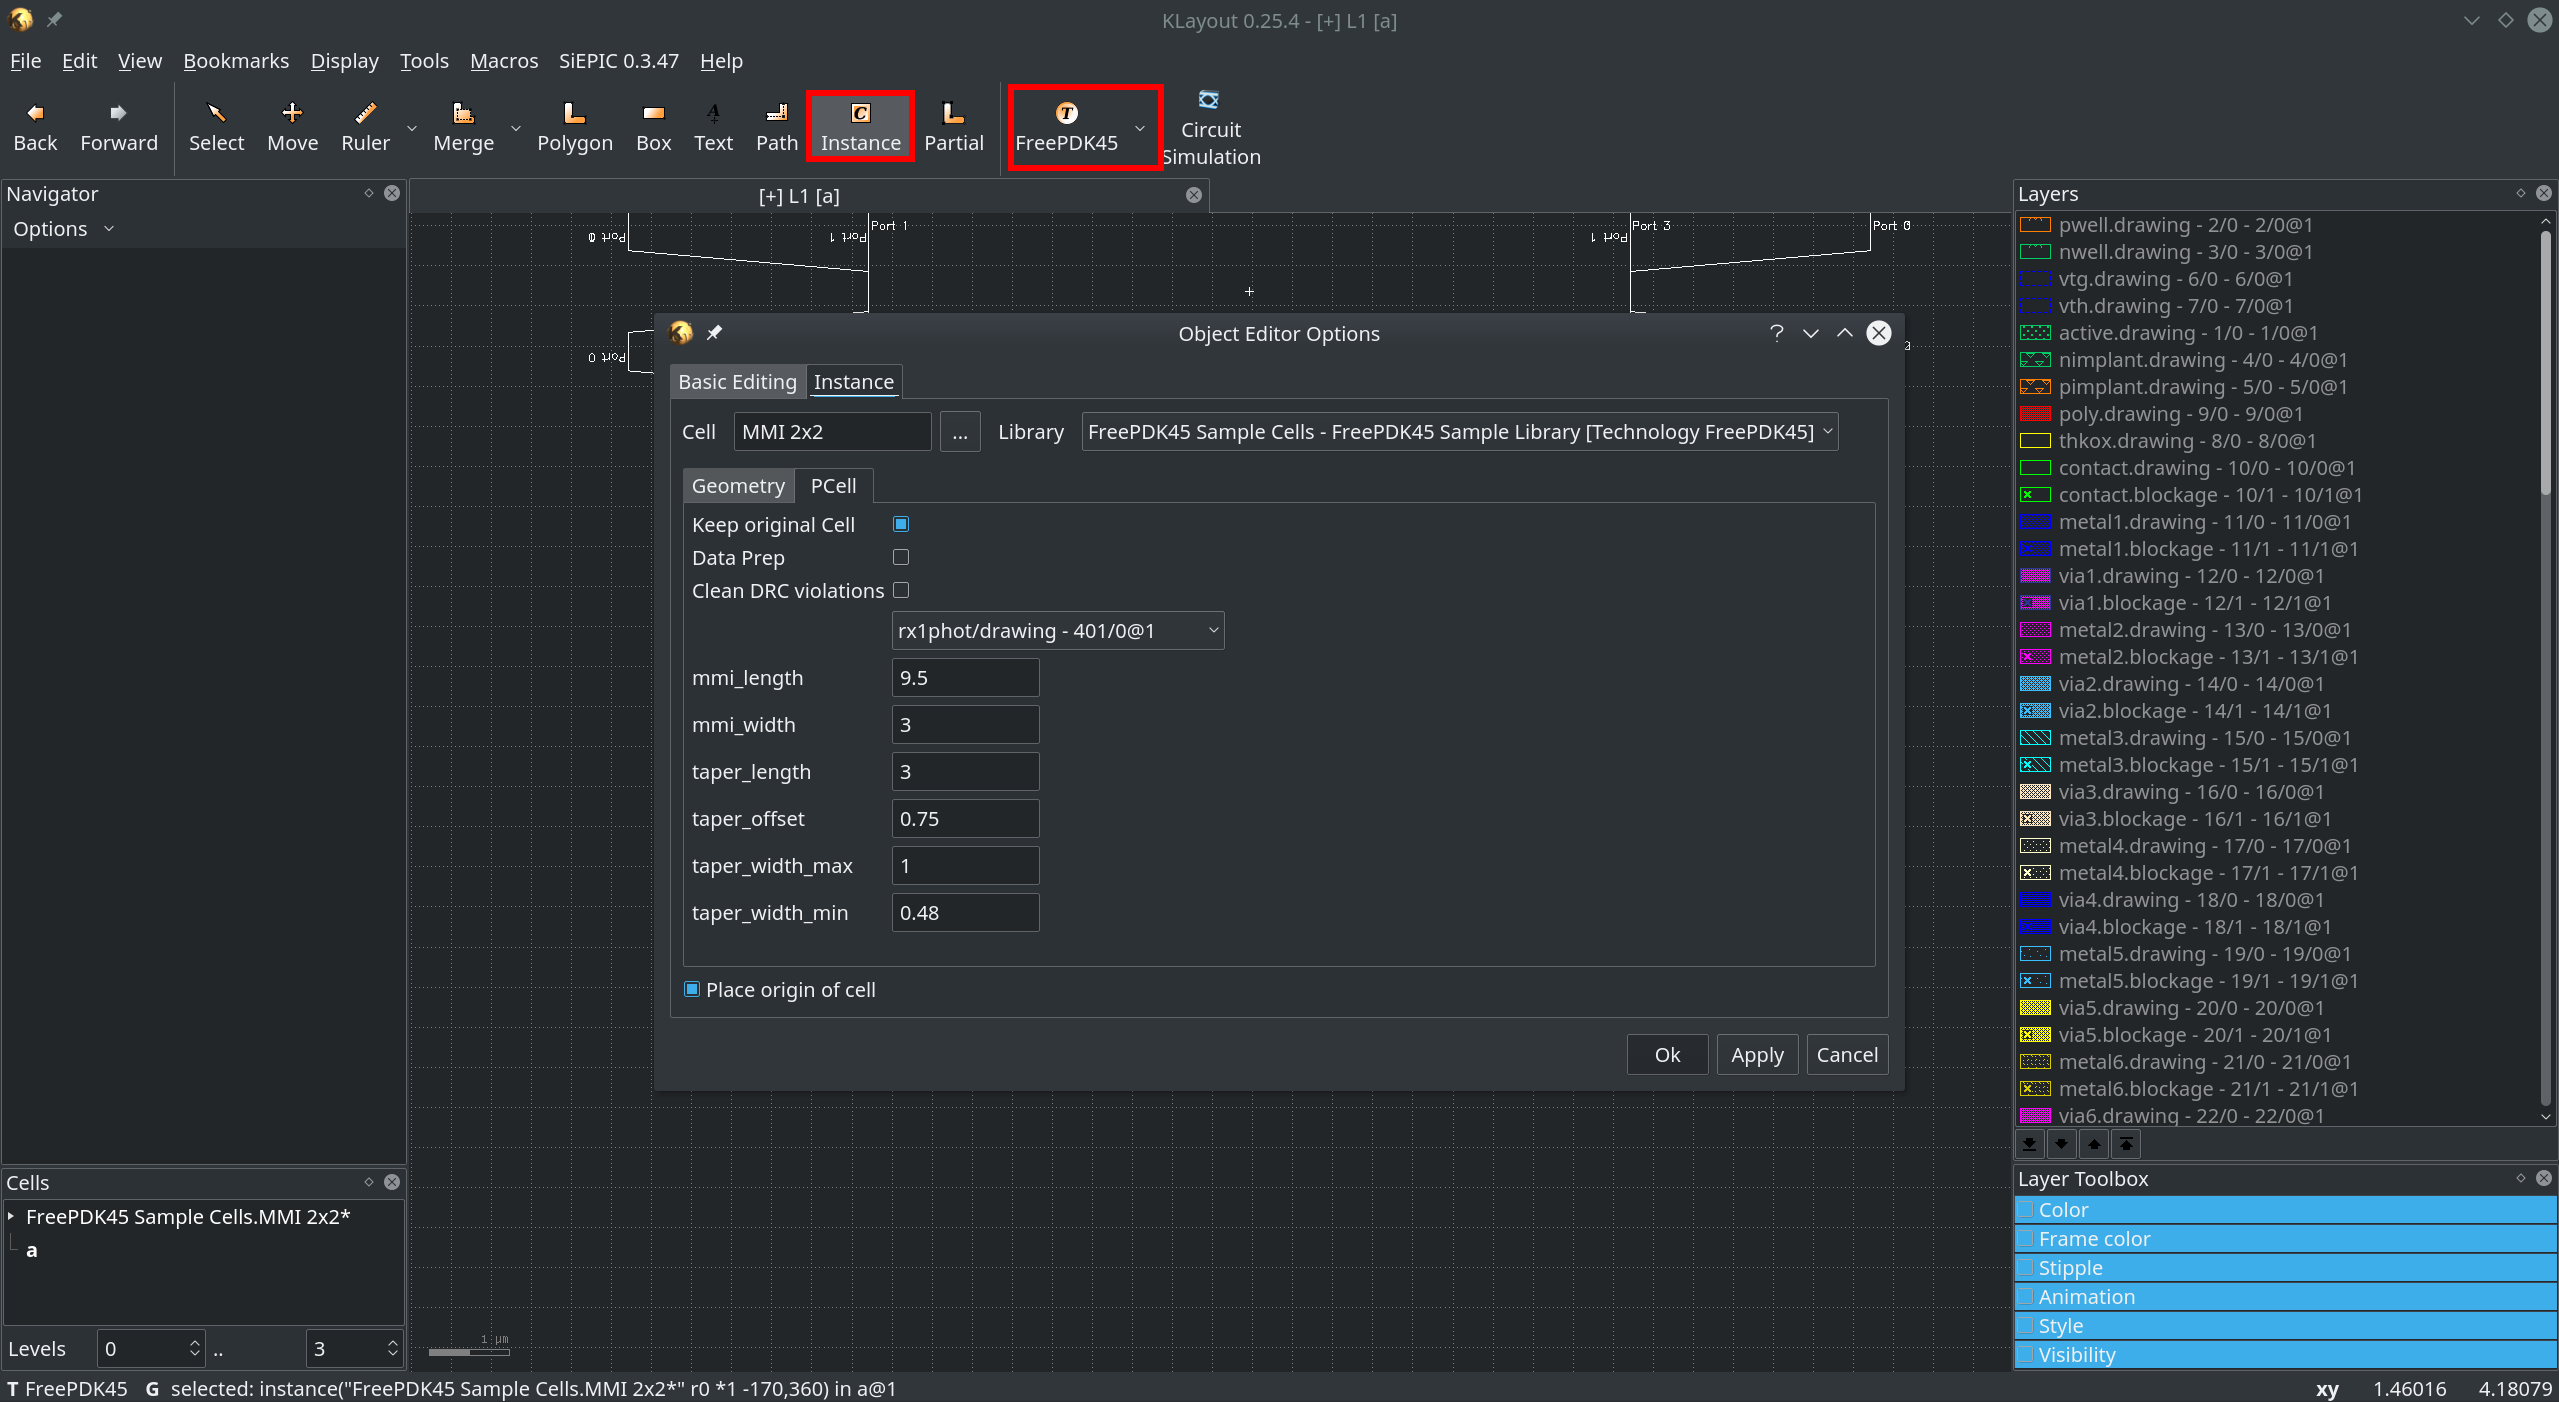 KLayout 0.25.4 - [+] L1 [a]
File Edit View Bookmarks Display Tools Macros SiEPIC 0.3.47 Help
Back Forward Select Move Ruler Merge Polygon Box Text Path Instance Partial FreePDK45 Circuit Simulation
Navigator
Options
[+] L1 [a]
Port 0
Port 1
Port 1
Port 1
Port 3
Port 0
Object Editor Options
Basic Editing Instance
Cell MMI 2x2 ... Library FreePDK45 Sample Cells - FreePDK45 Sample Library [Technology FreePDK45]
Geometry PCell
Keep original Cell
Data Prep
Clean DRC violations
rx1phot/drawing - 401/0@1
mmi_length 9.5
mmi_width 3
taper_length 3
taper_offset 0.75
taper_width_max 1
taper_width_min 0.48
Place origin of cell
Ok Apply Cancel
1 µm
Cells
FreePDK45 Sample Cells.MMI 2x2*
a
Levels 0 .. 3
Layers
pwell.drawing - 2/0 - 2/0@1
nwell.drawing - 3/0 - 3/0@1
vtg.drawing - 6/0 - 6/0@1
vth.drawing - 7/0 - 7/0@1
active.drawing - 1/0 - 1/0@1
nimplant.drawing - 4/0 - 4/0@1
pimplant.drawing - 5/0 - 5/0@1
poly.drawing - 9/0 - 9/0@1
thkox.drawing - 8/0 - 8/0@1
contact.drawing - 10/0 - 10/0@1
contact.blockage - 10/1 - 10/1@1
metal1.drawing - 11/0 - 11/0@1
metal1.blockage - 11/1 - 11/1@1
via1.drawing - 12/0 - 12/0@1
via1.blockage - 12/1 - 12/1@1
metal2.drawing - 13/0 - 13/0@1
metal2.blockage - 13/1 - 13/1@1
via2.drawing - 14/0 - 14/0@1
via2.blockage - 14/1 - 14/1@1
metal3.drawing - 15/0 - 15/0@1
metal3.blockage - 15/1 - 15/1@1
via3.drawing - 16/0 - 16/0@1
via3.blockage - 16/1 - 16/1@1
metal4.drawing - 17/0 - 17/0@1
metal4.blockage - 17/1 - 17/1@1
via4.drawing - 18/0 - 18/0@1
via4.blockage - 18/1 - 18/1@1
metal5.drawing - 19/0 - 19/0@1
metal5.blockage - 19/1 - 19/1@1
via5.drawing - 20/0 - 20/0@1
via5.blockage - 20/1 - 20/1@1
metal6.drawing - 21/0 - 21/0@1
metal6.blockage - 21/1 - 21/1@1
via6.drawing - 22/0 - 22/0@1
Layer Toolbox
Color
Frame color
Stipple
Animation
Style
Visibility
T FreePDK45 G selected: instance("FreePDK45 Sample Cells.MMI 2x2*" r0 *1 -170,360) in a@1
xy 1.46016 4.18079